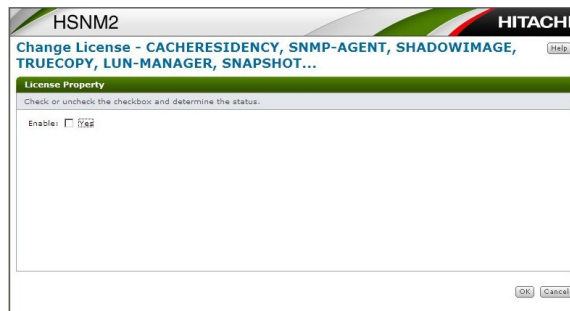 HSNM2
HITACHI
Change License - CACHERESIDENCY, SNMP-AGENT, SHADOWIMAGE,
TRUECOPY, LUN-MANAGER, SNAPSHOT...
Help
License Property
Check or uncheck the checkbox and determine the status.
Enable: Yes
OK Cancel